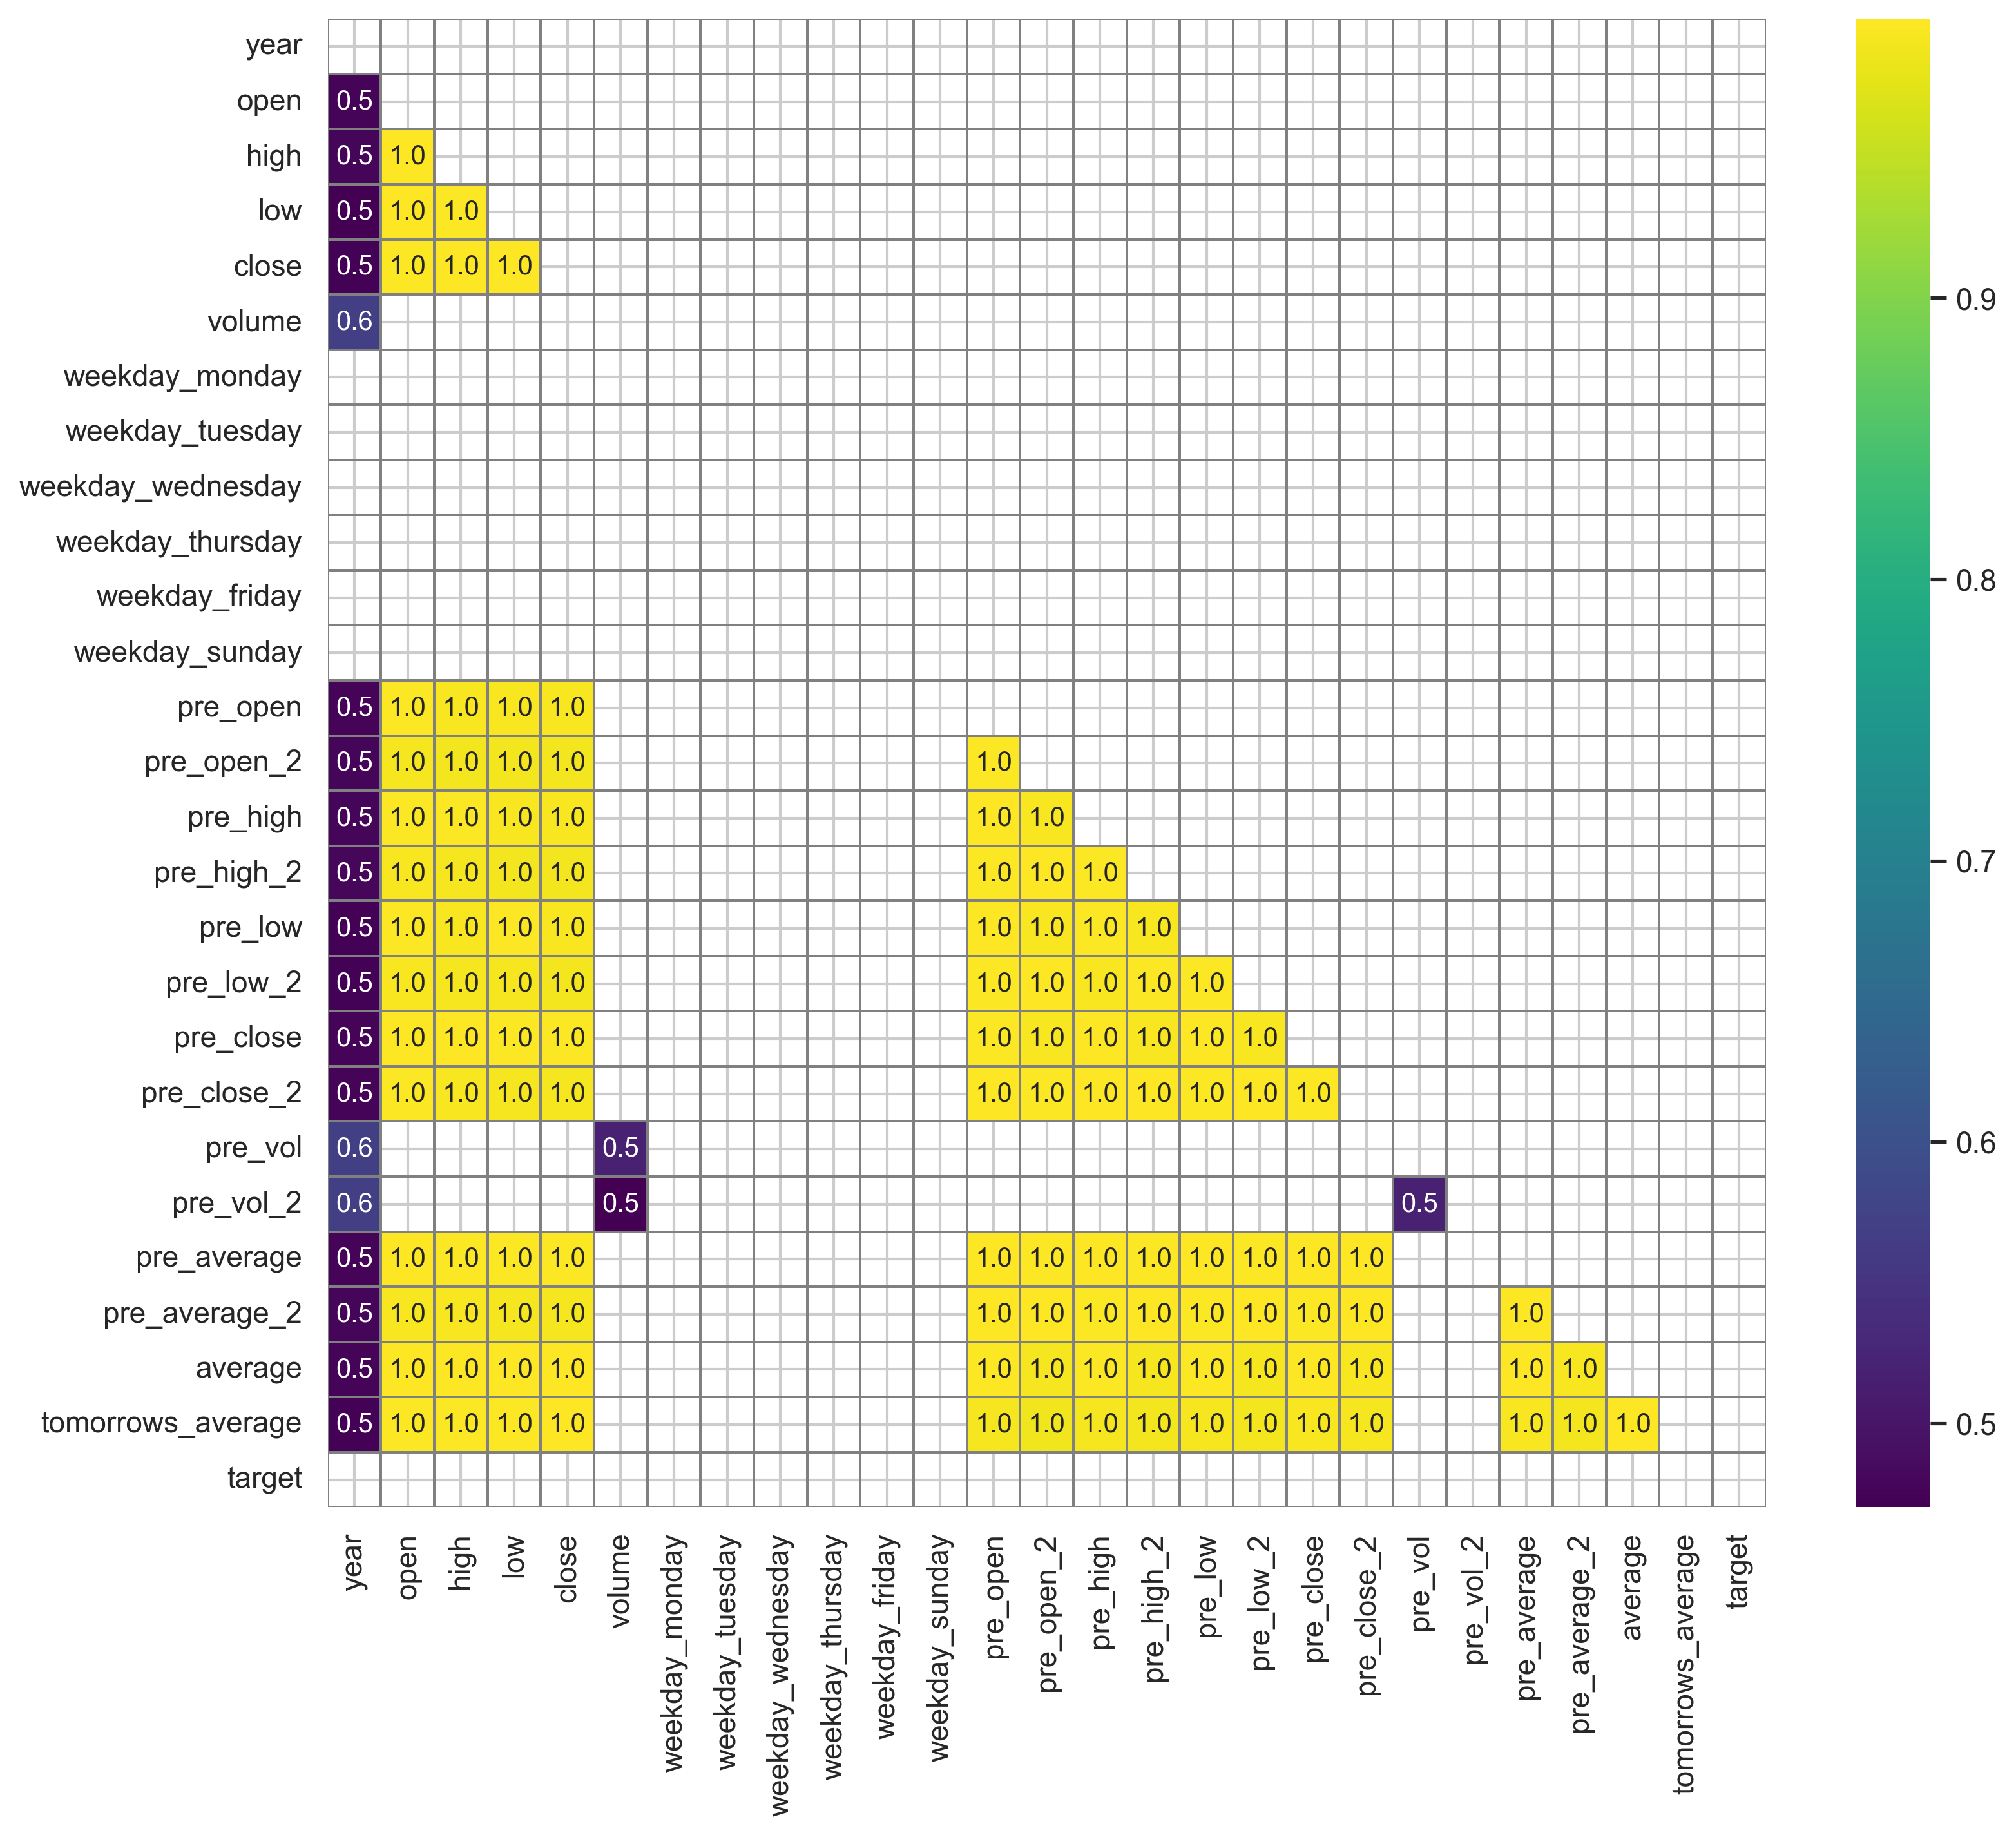 year
open 0.5
high 0.5 1.0
low 0.5 1.0 1.0
close 0.5 1.0 1.0 1.0
volume 0.6
weekday_monday
weekday_tuesday
weekday_wednesday
weekday_thursday
weekday_friday
weekday_sunday
pre_open 0.5 1.0 1.0 1.0 1.0
pre_open_2 0.5 1.0 1.0 1.0 1.0 1.0
pre_high 0.5 1.0 1.0 1.0 1.0 1.0 1.0
pre_high_2 0.5 1.0 1.0 1.0 1.0 1.0 1.0 1.0
pre_low 0.5 1.0 1.0 1.0 1.0 1.0 1.0 1.0 1.0
pre_low_2 0.5 1.0 1.0 1.0 1.0 1.0 1.0 1.0 1.0 1.0
pre_close 0.5 1.0 1.0 1.0 1.0 1.0 1.0 1.0 1.0 1.0 1.0
pre_close_2 0.5 1.0 1.0 1.0 1.0 1.0 1.0 1.0 1.0 1.0 1.0 1.0
pre_vol 0.6 0.5
pre_vol_2 0.6 0.5 0.5
pre_average 0.5 1.0 1.0 1.0 1.0 1.0 1.0 1.0 1.0 1.0 1.0 1.0 1.0
pre_average_2 0.5 1.0 1.0 1.0 1.0 1.0 1.0 1.0 1.0 1.0 1.0 1.0 1.0 1.0
average 0.5 1.0 1.0 1.0 1.0 1.0 1.0 1.0 1.0 1.0 1.0 1.0 1.0 1.0 1.0
tomorrows_average 0.5 1.0 1.0 1.0 1.0 1.0 1.0 1.0 1.0 1.0 1.0 1.0 1.0 1.0 1.0 1.0
target
year
open
high
low
close
volume
weekday_monday
weekday_tuesday
weekday_wednesday
weekday_thursday
weekday_friday
weekday_sunday
pre_open
pre_open_2
pre_high
pre_high_2
pre_low
pre_low_2
pre_close
pre_close_2
pre_vol
pre_vol_2
pre_average
pre_average_2
average
tomorrows_average
target
0.9
0.8
0.7
0.6
0.5